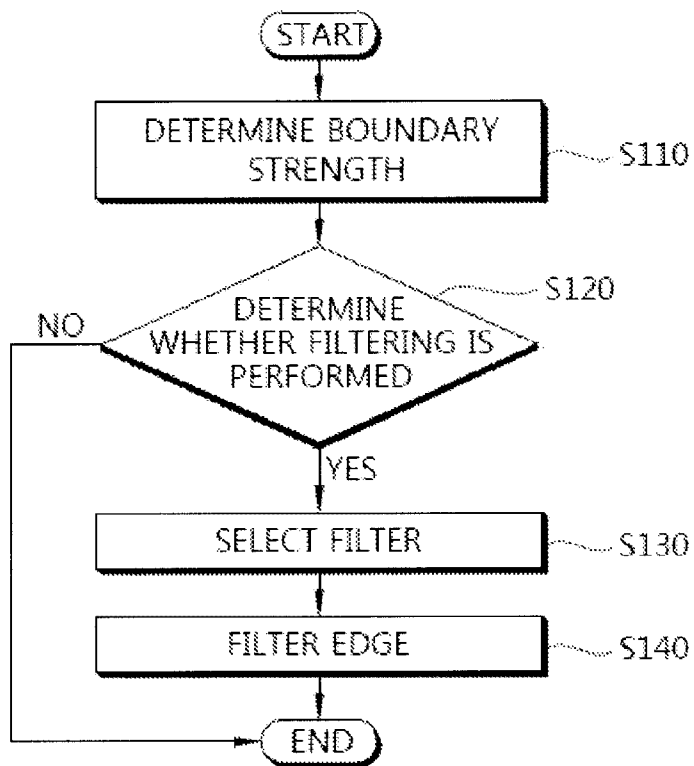 START
DETERMINE BOUNDARY
STRENGTH
S110
DETERMINE
WHETHER FILTERING IS
PERFORMED
S120
NO
YES
SELECT FILTER
S130
FILTER EDGE
S140
END